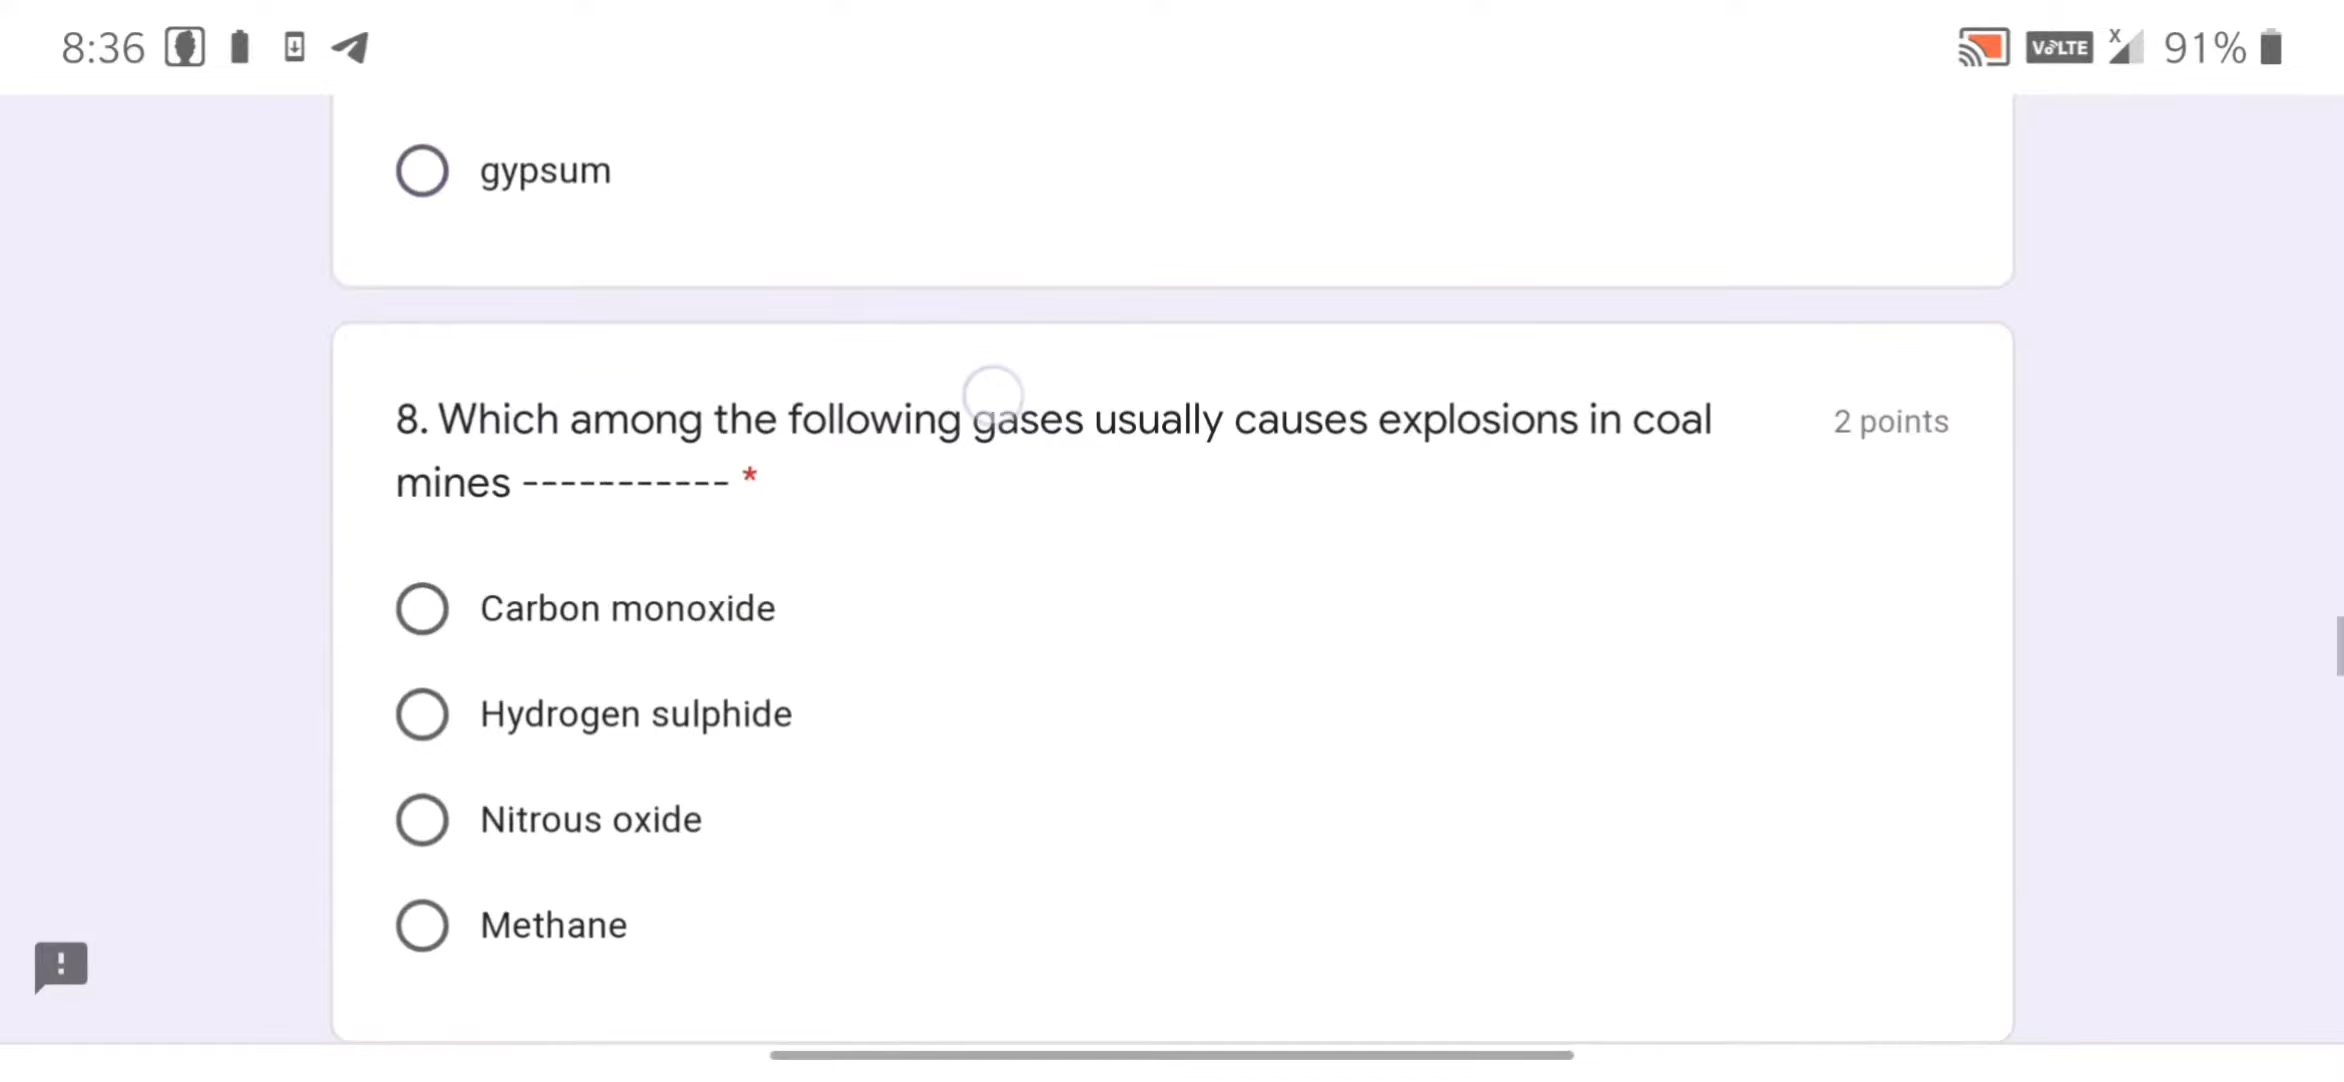 8:36
VoLTE
X
91%
gypsum
8. Which among the following gases usually causes explosions in coal
mines ----------- *
2 points
Carbon monoxide
Hydrogen sulphide
Nitrous oxide
Methane